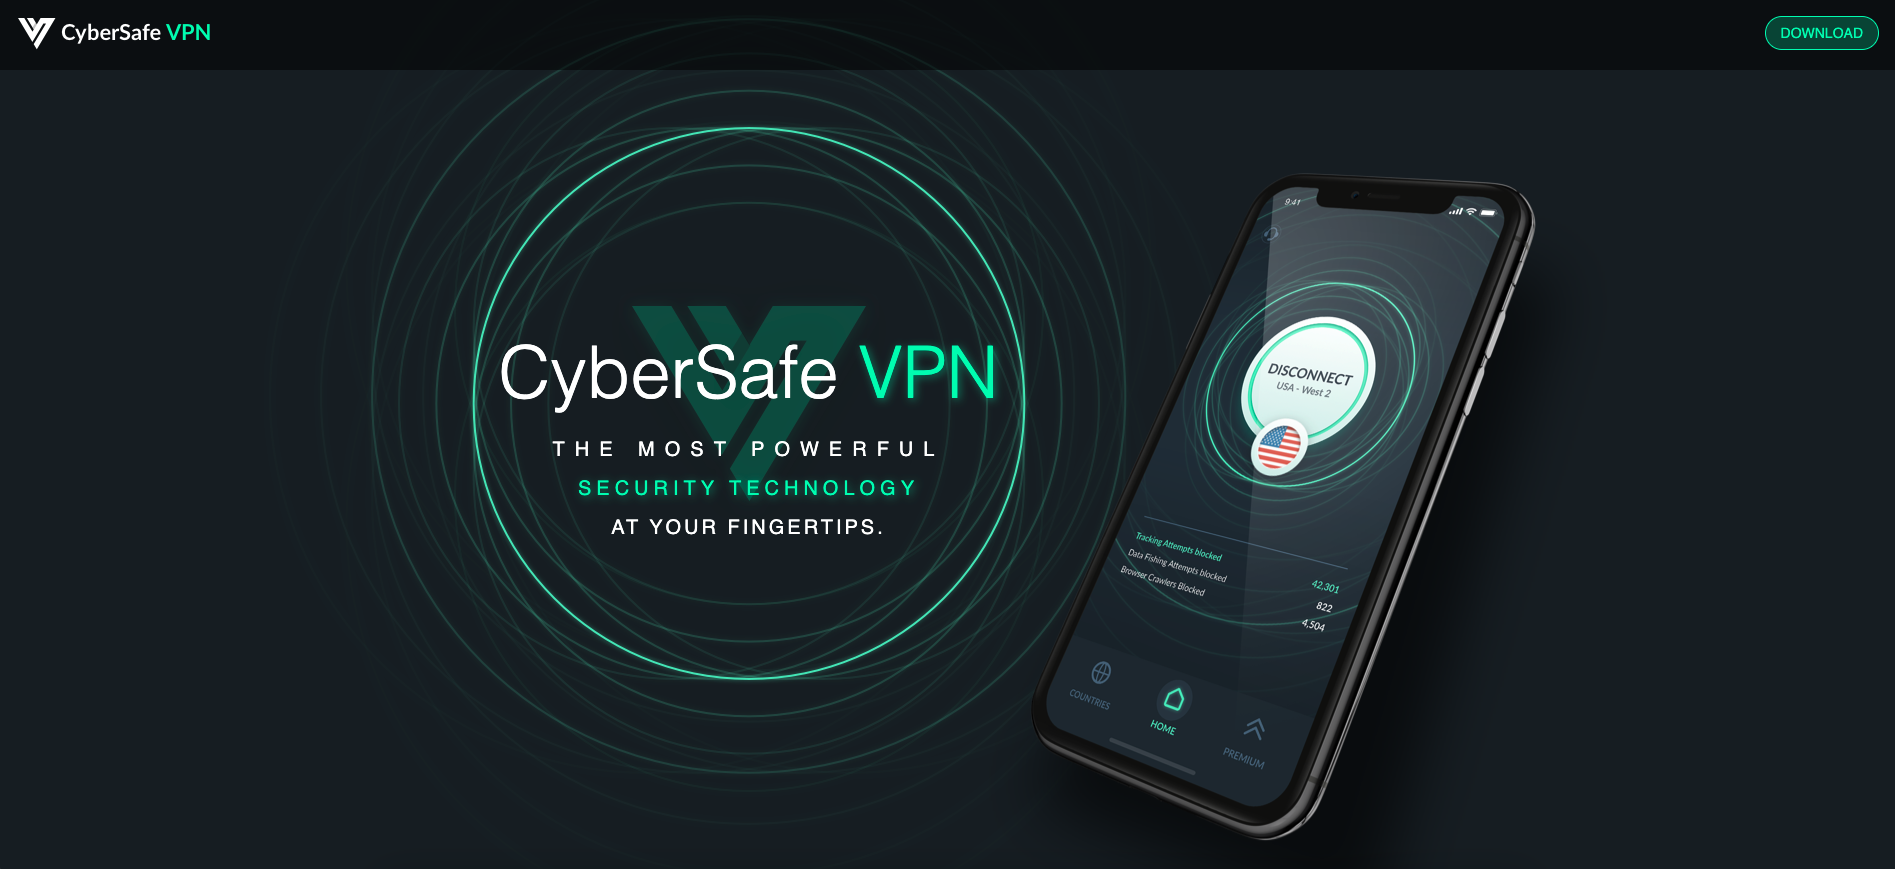 CyberSafe VPN
DOWNLOAD
CyberSafe VPN
THE MOST POWERFUL
SECURITY TECHNOLOGY
AT YOUR FINGERTIPS.
9:41
DISCONNECT
USA - West 2
Tracking Attempts blocked 42,301
Data Fishing Attempts blocked 822
Browser Crawlers Blocked 4,504
COUNTRIES
HOME
PREMIUM